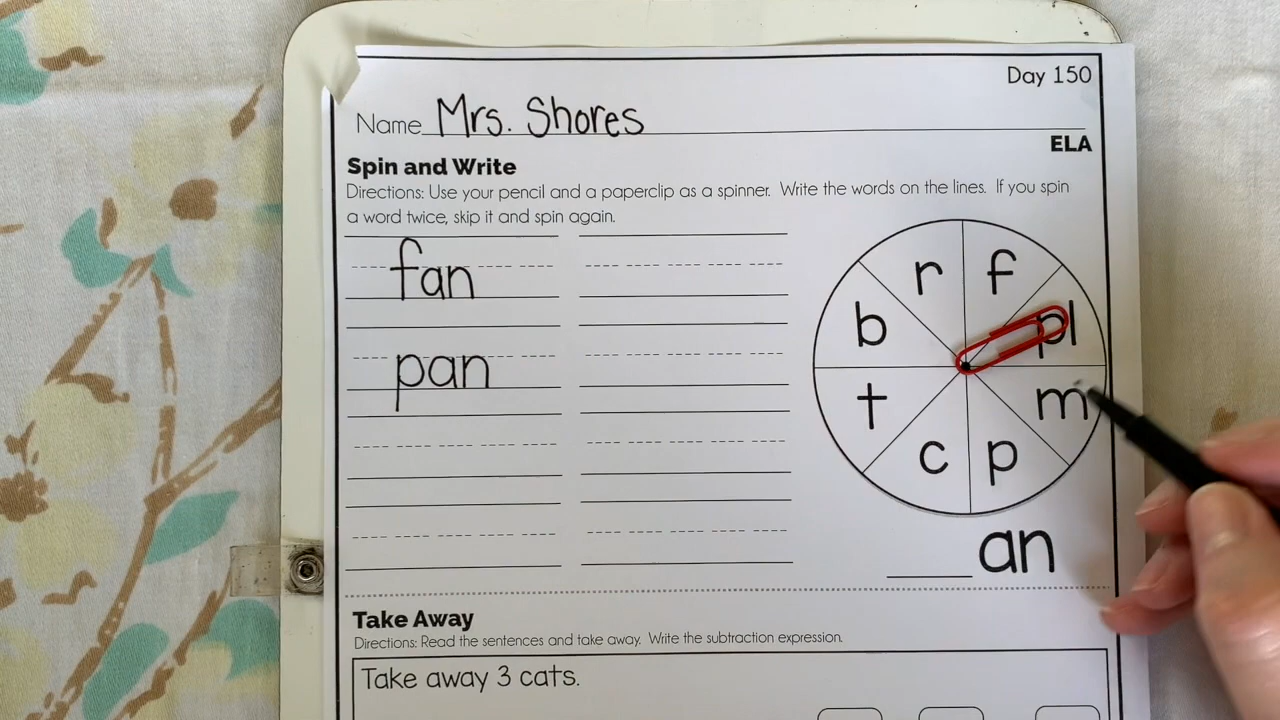 Day 150
Name Mrs. Shores
ELA
Spin and Write
Directions: Use your pencil and a paperclip as a spinner. Write the words on the lines. If you spin
a word twice, skip it and spin again.
fan
pan
r f
b pl
t m
c p
____an
Take Away
Directions: Read the sentences and take away. Write the subtraction expression.
Take away 3 cats.